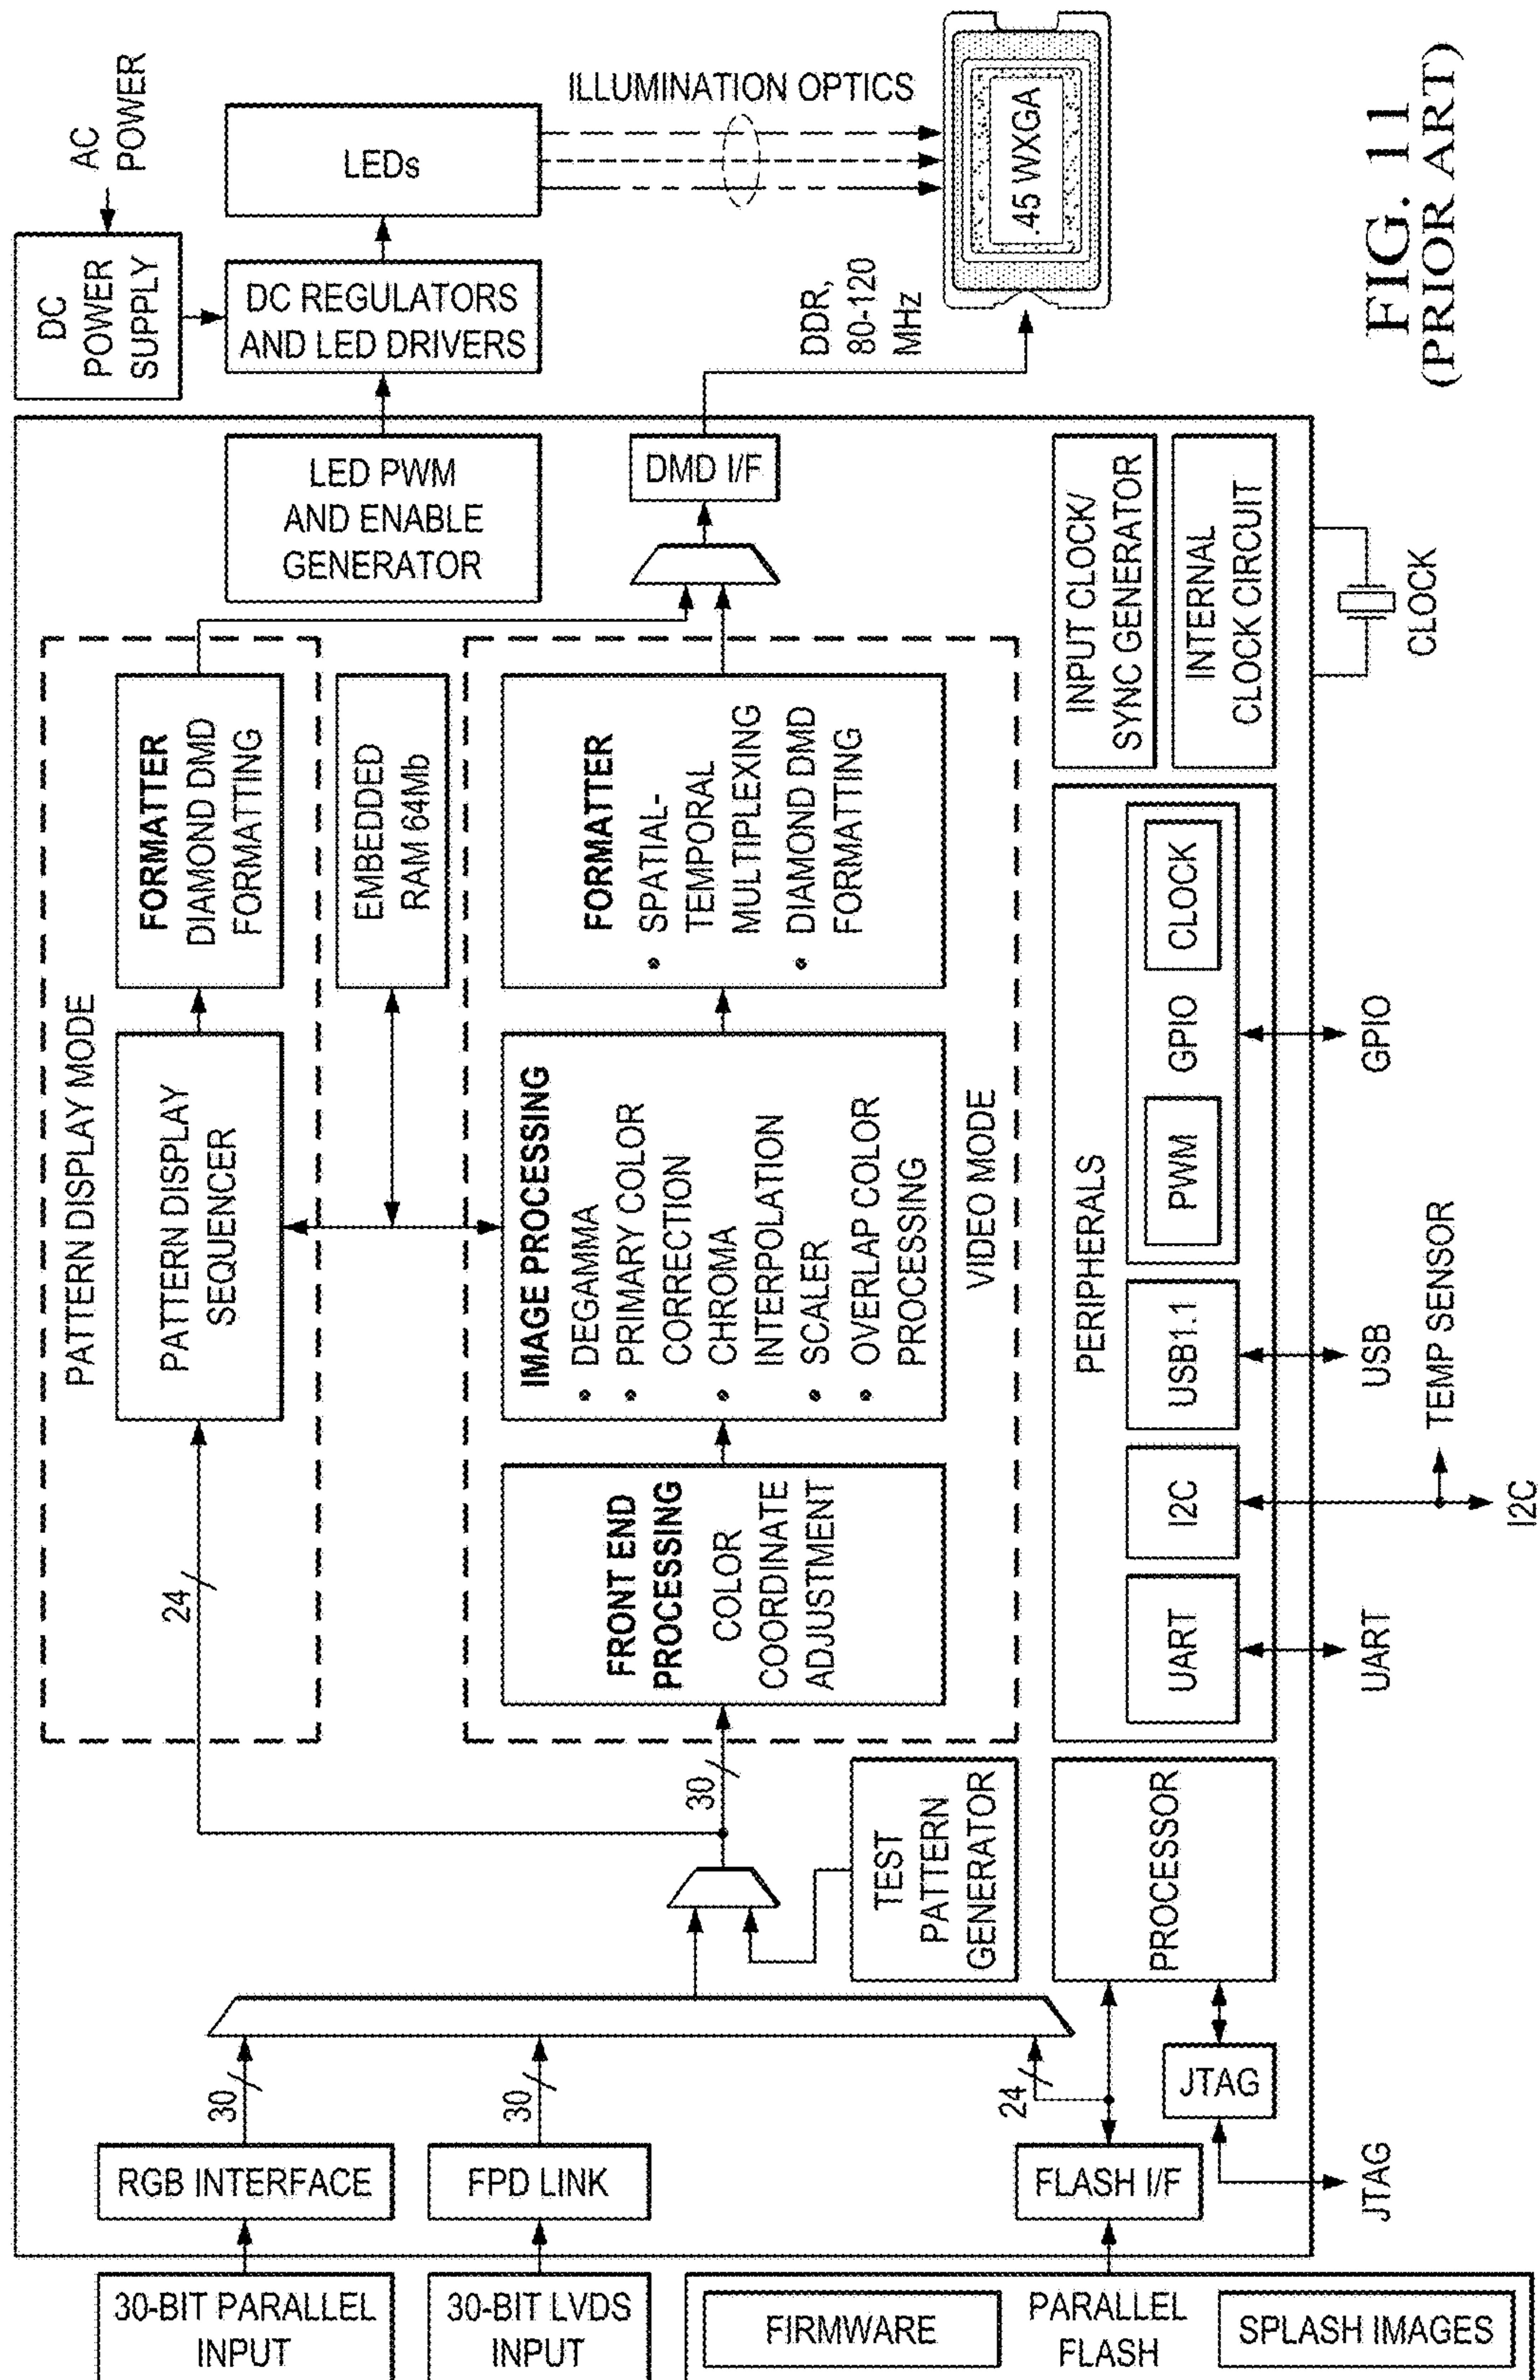 30-BIT PARALLEL
INPUT
30-BIT LVDS
INPUT
FIRMWARE
PARALLEL
FLASH
SPLASH IMAGES
RGB INTERFACE
FPD LINK
FLASH I/F
JTAG
JTAG
30
30
24
TEST
PATTERN
GENERATOR
PROCESSOR
24
30
PATTERN DISPLAY MODE
PATTERN DISPLAY
SEQUENCER
FORMATTER
DIAMOND DMD
FORMATTING
EMBEDDED
RAM 64Mb
FRONT END
PROCESSING
COLOR
COORDINATE
ADJUSTMENT
IMAGE PROCESSING
• DEGAMMA
• PRIMARY COLOR
CORRECTION
• CHROMA
INTERPOLATION
• SCALER
• OVERLAP COLOR
PROCESSING
FORMATTER
• SPATIAL-
TEMPORAL
MULTIPLEXING
• DIAMOND DMD
FORMATTING
VIDEO MODE
PERIPHERALS
UART
I2C
USB1.1
PWM
GPIO
CLOCK
UART
I2C
TEMP SENSOR
USB
GPIO
LED PWM
AND ENABLE
GENERATOR
DMD I/F
INPUT CLOCK/
SYNC GENERATOR
INTERNAL
CLOCK CIRCUIT
CLOCK
DC
POWER
SUPPLY
AC
POWER
DC REGULATORS
AND LED DRIVERS
LEDs
ILLUMINATION OPTICS
DDR,
80-120
MHz
.45 WXGA
FIG. 11
(PRIOR ART)